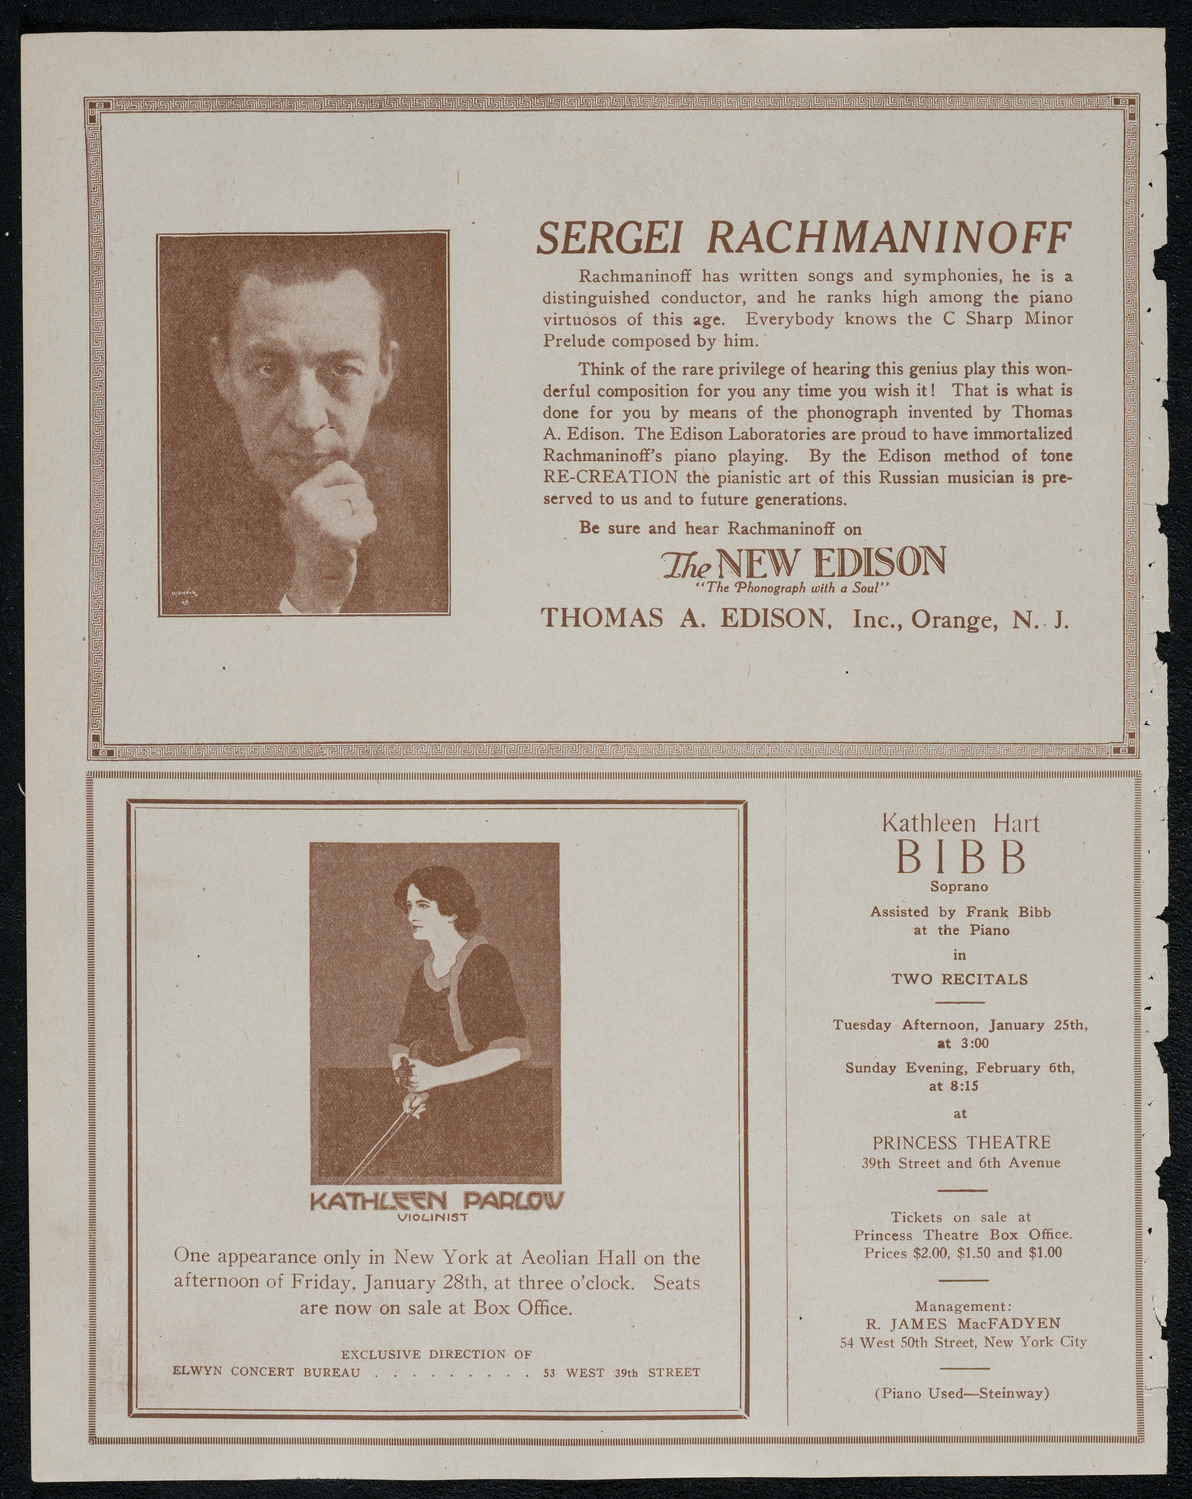 SERGEI RACHMANINOFF
Rachmaninoff has written songs and symphonies, he is a
distinguished conductor, and he ranks high among the piano
virtuosos of this age. Everybody knows the C Sharp Minor
Prelude composed by him.
Think of the rare privilege of hearing this genius play this won-
derful composition for you any time you wish it! That is what is
done for you by means of the phonograph invented by Thomas
A. Edison. The Edison Laboratories are proud to have immortalized
Rachmaninoff's piano playing. By the Edison method of tone
RE-CREATION the pianistic art of this Russian musician is pre-
served to us and to future generations.
Be sure and hear Rachmaninoff on
The NEW EDISON
"The Phonograph with a Soul"
THOMAS A. EDISON, Inc., Orange, N. J.
KATHLEEN PARLOW
VIOLINIST
One appearance only in New York at Aeolian Hall on the
afternoon of Friday, January 28th, at three o'clock. Seats
are now on sale at Box Office.
EXCLUSIVE DIRECTION OF
ELWYN CONCERT BUREAU . . . . . . . . . 53 WEST 39th STREET
Kathleen Hart
BIBB
Soprano
Assisted by Frank Bibb
at the Piano
in
TWO RECITALS
Tuesday Afternoon, January 25th,
at 3:00
Sunday Evening, February 6th,
at 8:15
at
PRINCESS THEATRE
39th Street and 6th Avenue
Tickets on sale at
Princess Theatre Box Office.
Prices $2.00, $1.50 and $1.00
Management:
R. JAMES MacFADYEN
54 West 50th Street, New York City
(Piano Used—Steinway)